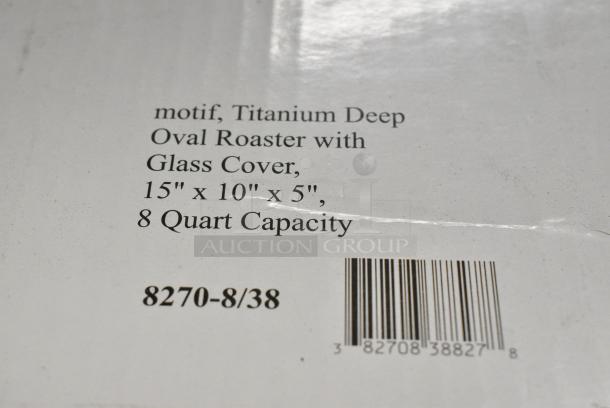 motif, Titanium Deep
Oval Roaster with
Glass Cover,
15" x 10" x 5",
8 Quart Capacity
AUCTION GROUP
8270-8/38
3 82708 38827 8